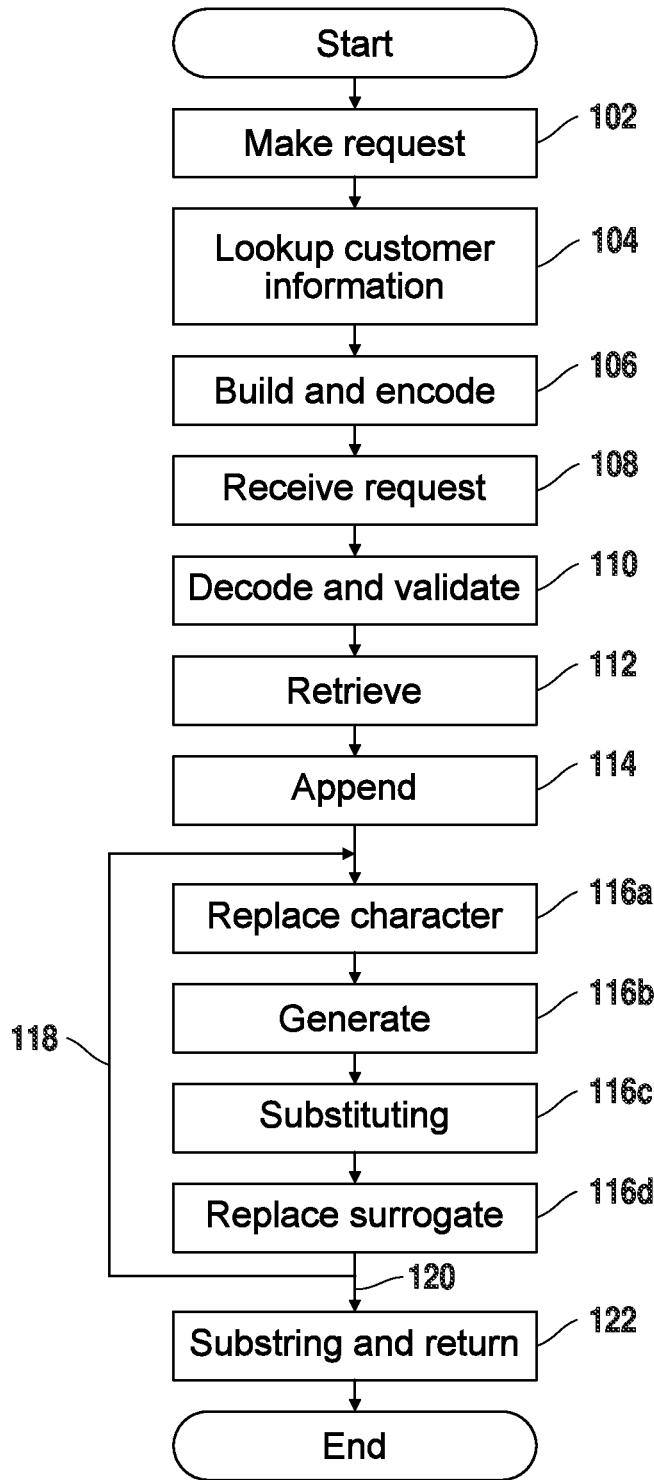 Start
Make request
102
Lookup customer
information
104
Build and encode
106
Receive request
108
Decode and validate
110
Retrieve
112
Append
114
Replace character
116a
Generate
116b
118
Substituting
116c
Replace surrogate
116d
120
Substring and return
122
End